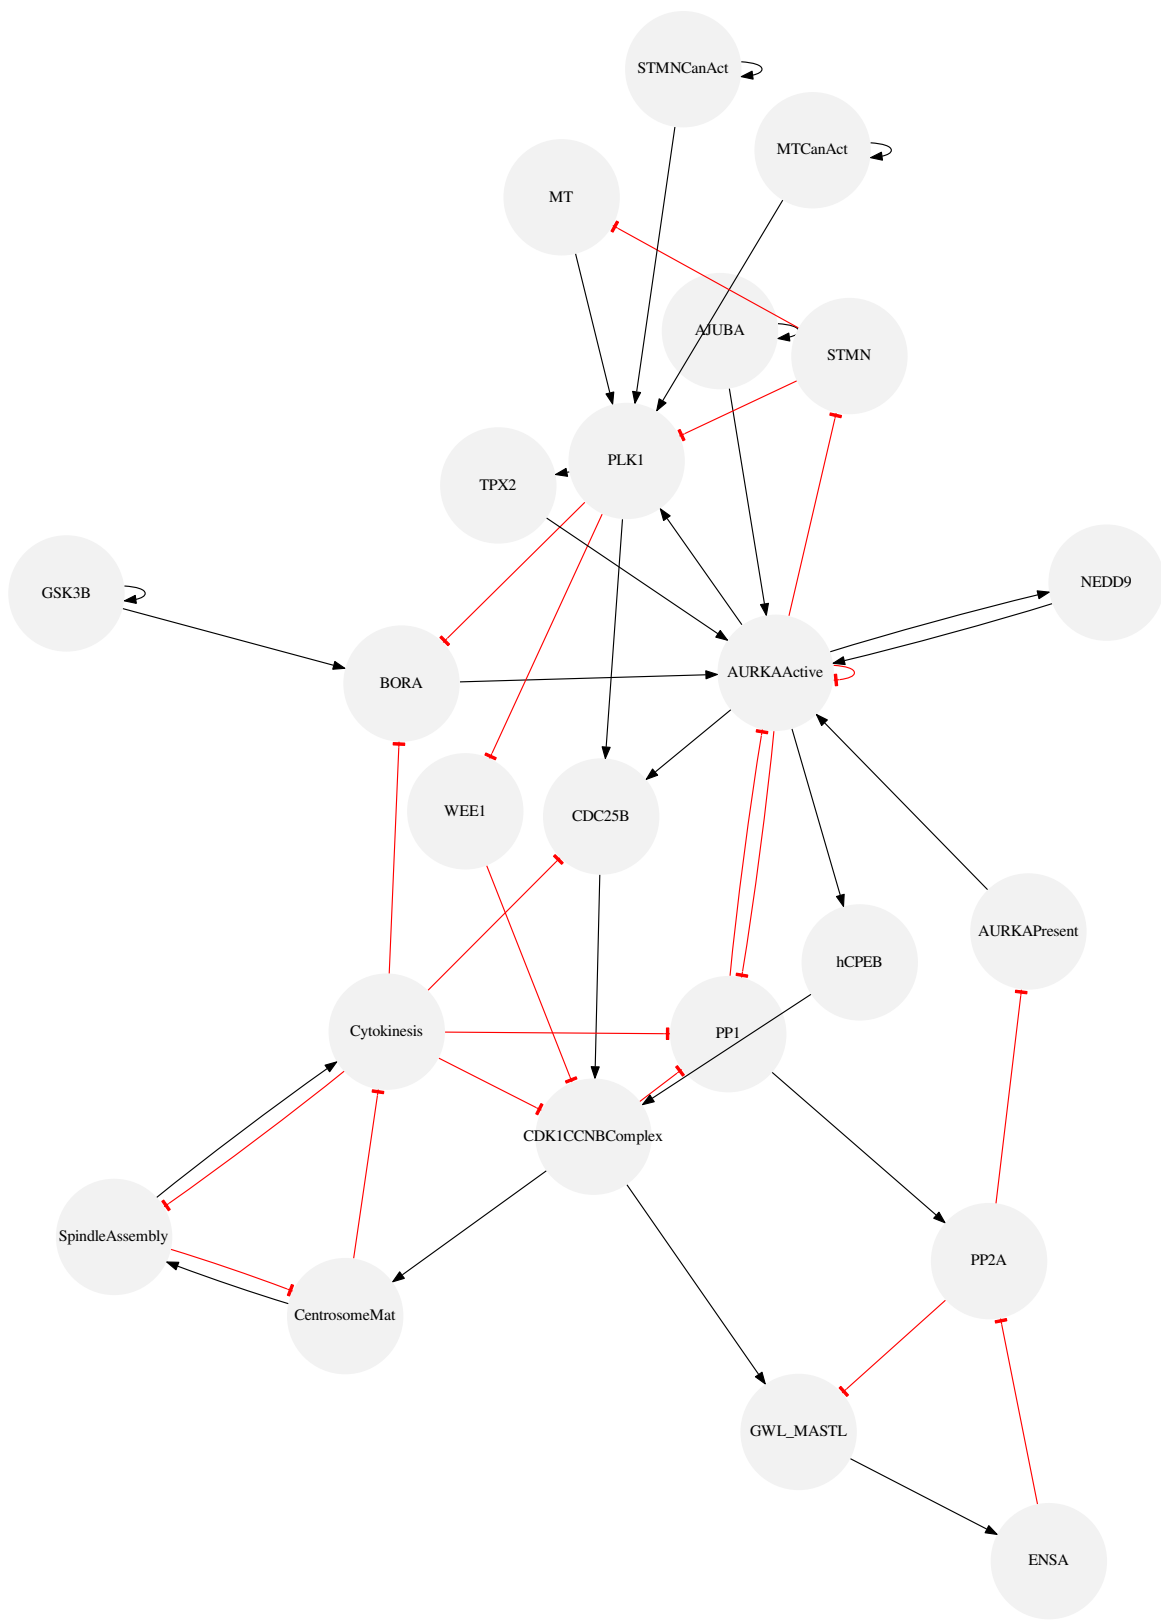 STMNCanAct
MTCanAct
MT
AJUBA
STMN
PLK1
TPX2
NEDD9
GSK3B
AURKAActive
BORA
WEE1
CDC25B
AURKAPresent
hCPEB
Cytokinesis
PP1
CDK1CCNBComplex
SpindleAssembly
PP2A
CentrosomeMat
GWL_MASTL
ENSA